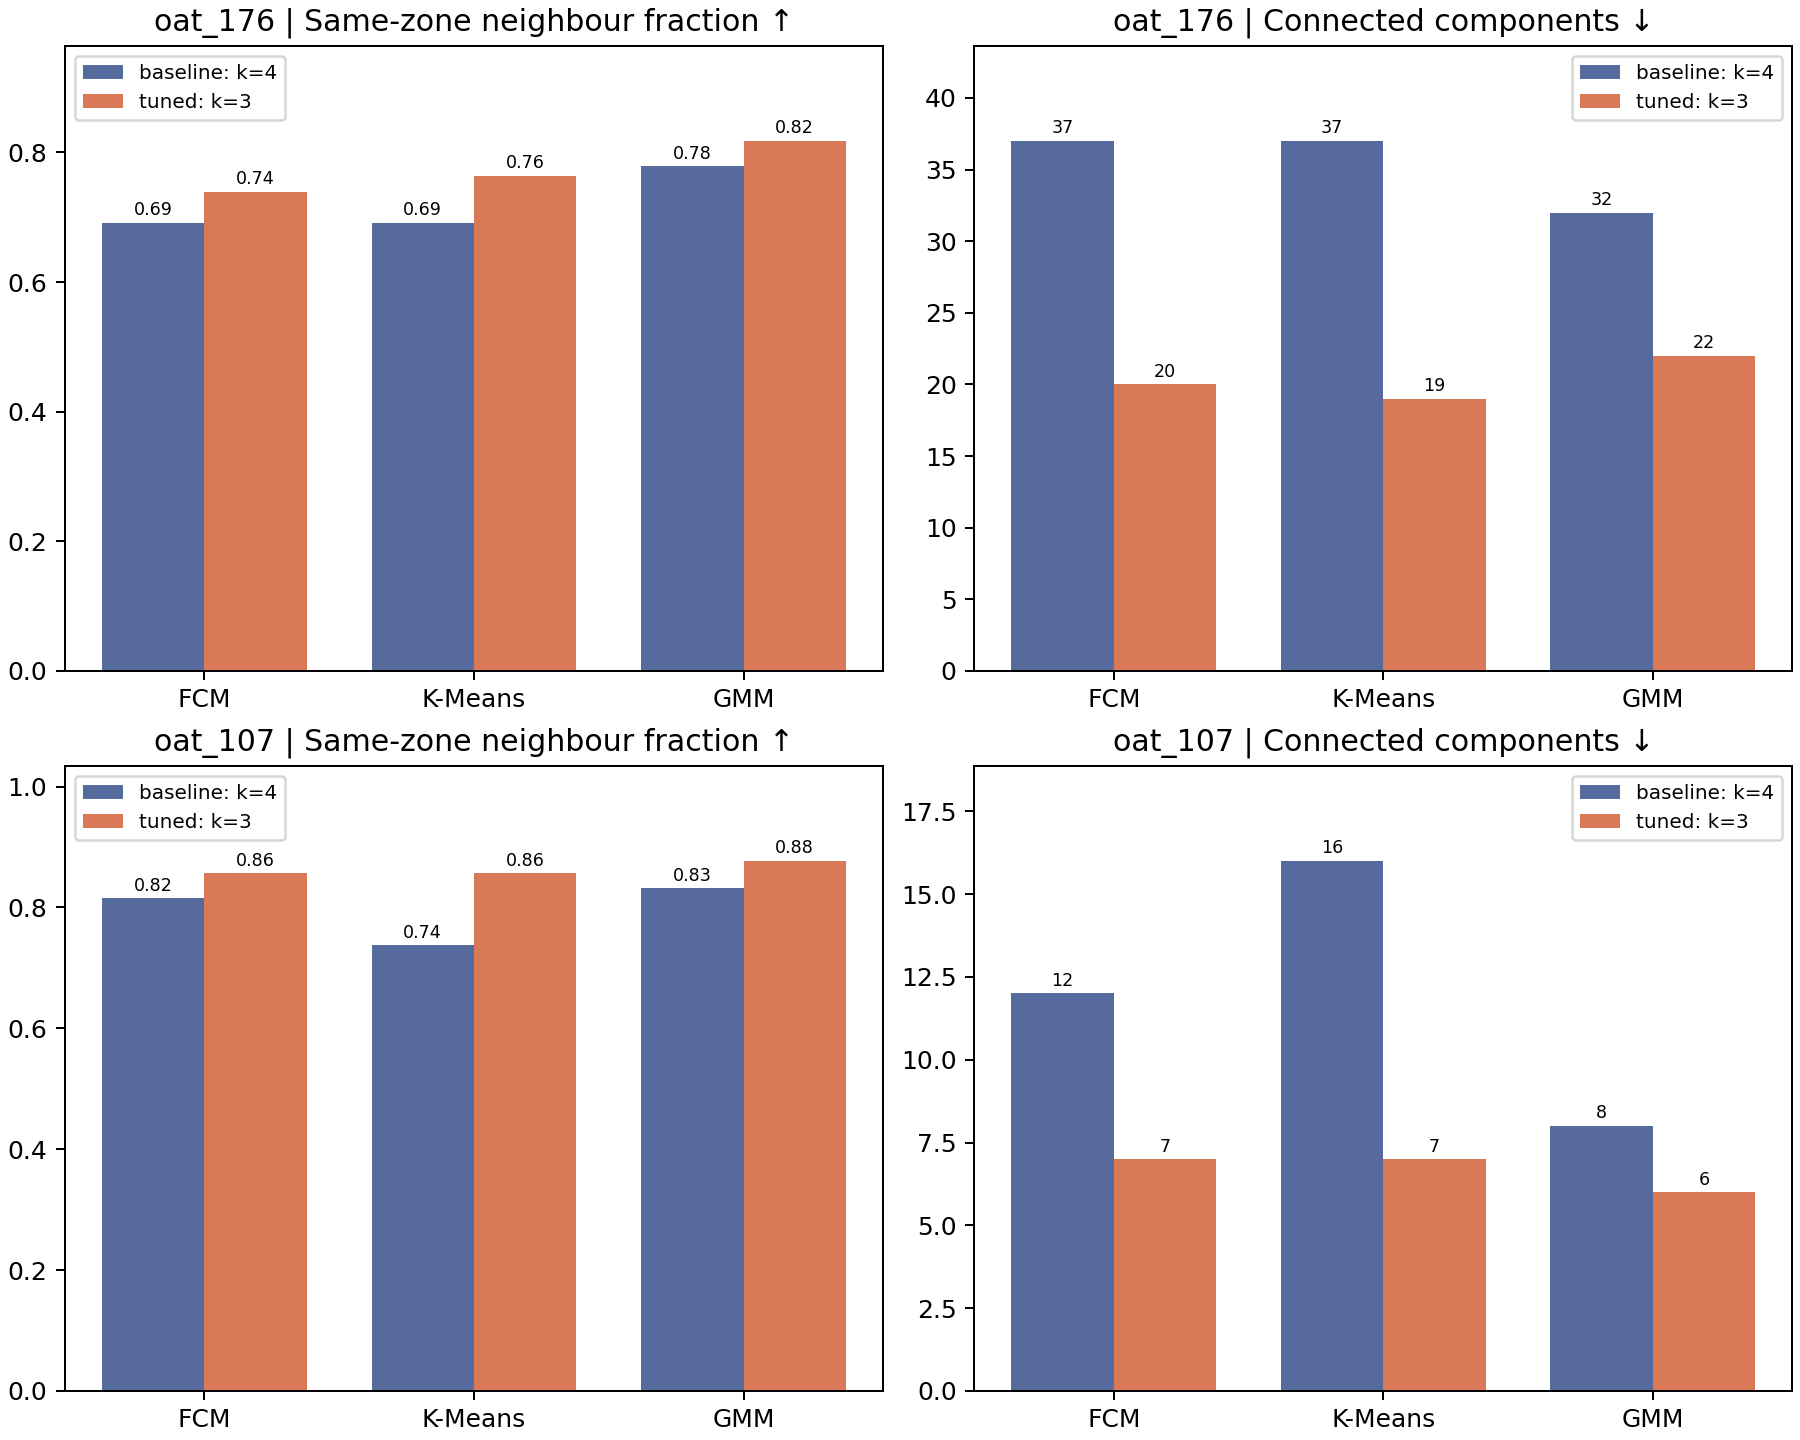 oat_176 | Same-zone neighbour fraction ↑
baseline: k=4
tuned: k=3
0.8
0.6
0.4
0.2
0.0
0.69
0.74
0.69
0.76
0.78
0.82
FCM
K-Means
GMM
oat_176 | Connected components ↓
baseline: k=4
tuned: k=3
40
35
30
25
20
15
10
5
0
37
20
37
19
32
22
FCM
K-Means
GMM
oat_107 | Same-zone neighbour fraction ↑
baseline: k=4
tuned: k=3
1.0
0.8
0.6
0.4
0.2
0.0
0.82
0.86
0.74
0.86
0.83
0.88
FCM
K-Means
GMM
oat_107 | Connected components ↓
baseline: k=4
tuned: k=3
17.5
15.0
12.5
10.0
7.5
5.0
2.5
0.0
12
7
16
7
8
6
FCM
K-Means
GMM